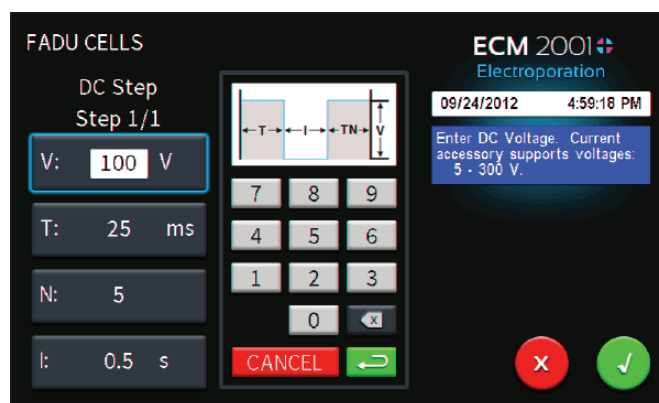 FADU CELLS
DC Step
Step 1/1
V: 100 V
T: 25 ms
N: 5
I: 0.5 s
T I TN V
7 8 9
4 5 6
1 2 3
0 x
CANCEL
ECM 2001
Electroporation
09/24/2012 4:59:18 PM
Enter DC Voltage. Current
accessory supports voltages:
5 - 300 V.
X